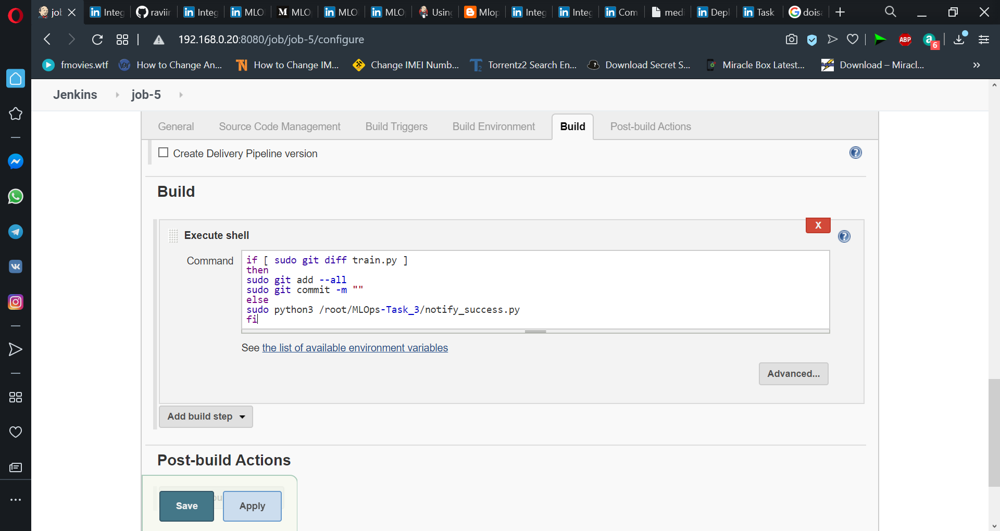 jo Integ raviir Integ MLO M MLO MLO MLO Usin Mlop Integ Integ Com med Depl Task G doisa
192.168.0.20:8080/job/job-5/configure ABP a 6
fmovies.wtf How to Change An... How to Change IM... Change IMEI Numb... Torrentz2 Search En... Download Secret S... Miracle Box Latest... Download – Miracl... »
Jenkins job-5
General Source Code Management Build Triggers Build Environment Build Post-build Actions
Create Delivery Pipeline version
Build
X
Execute shell
Command
if [ sudo git diff train.py ]
then
sudo git add --all
sudo git commit -m ""
else
sudo python3 /root/MLOps-Task_3/notify_success.py
fi
See the list of available environment variables
Advanced...
Add build step
Post-build Actions
Save Apply